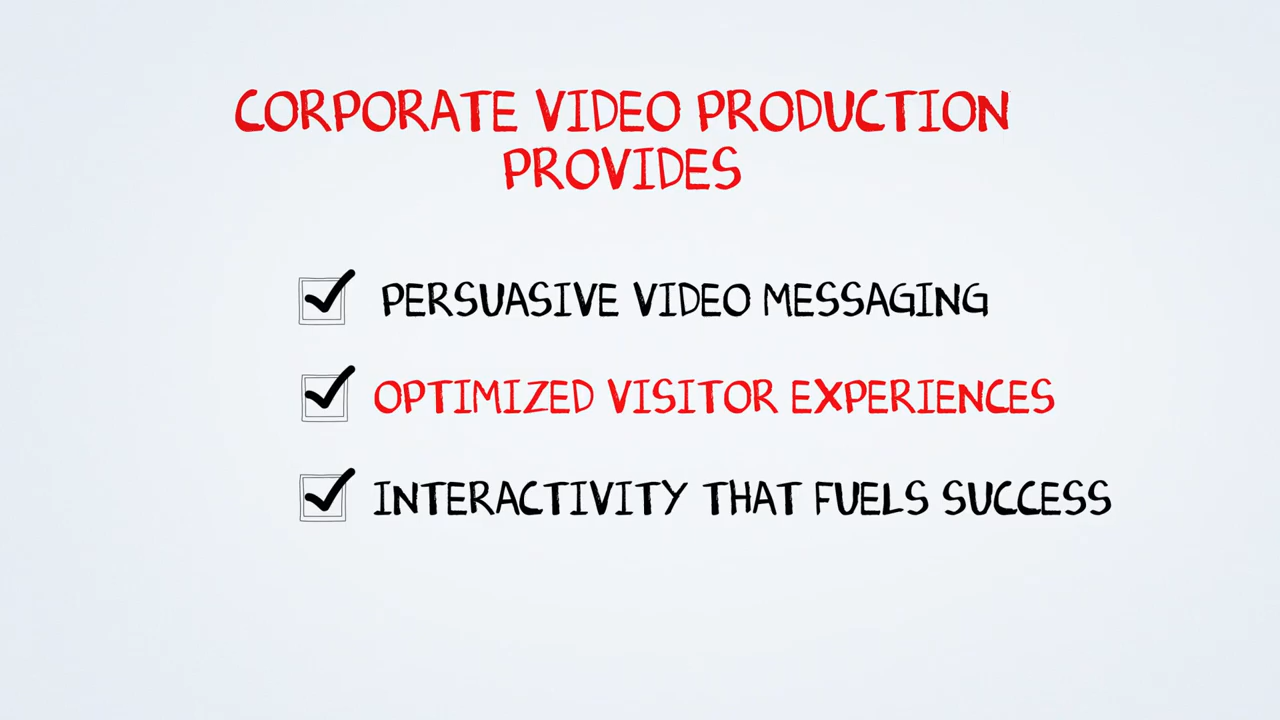 CORPORATE VIDEO PRODUCTION
PROVIDES
PERSUASIVE VIDEO MESSAGING
OPTIMIZED VISITOR EXPERIENCES
INTERACTIVITY THAT FUELS SUCCESS